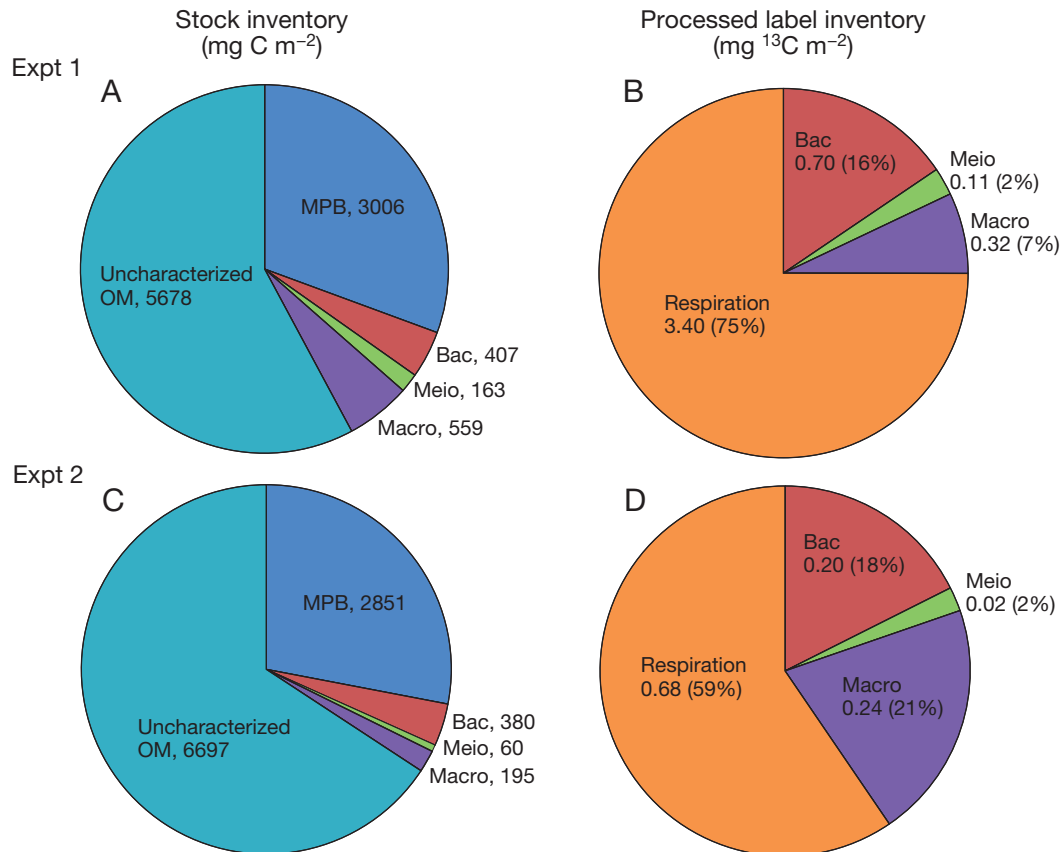 Stock inventory
(mg C m⁻²)
Processed label inventory
(mg ¹³C m⁻²)
Expt 1
A
MPB, 3006
Uncharacterized
OM, 5678
Bac, 407
Meio, 163
Macro, 559
B
Bac
0.70 (16%)
Meio
0.11 (2%)
Macro
0.32 (7%)
Respiration
3.40 (75%)
Expt 2
C
MPB, 2851
Uncharacterized
OM, 6697
Bac, 380
Meio, 60
Macro, 195
D
Bac
0.20 (18%)
Meio
0.02 (2%)
Respiration
0.68 (59%)
Macro
0.24 (21%)